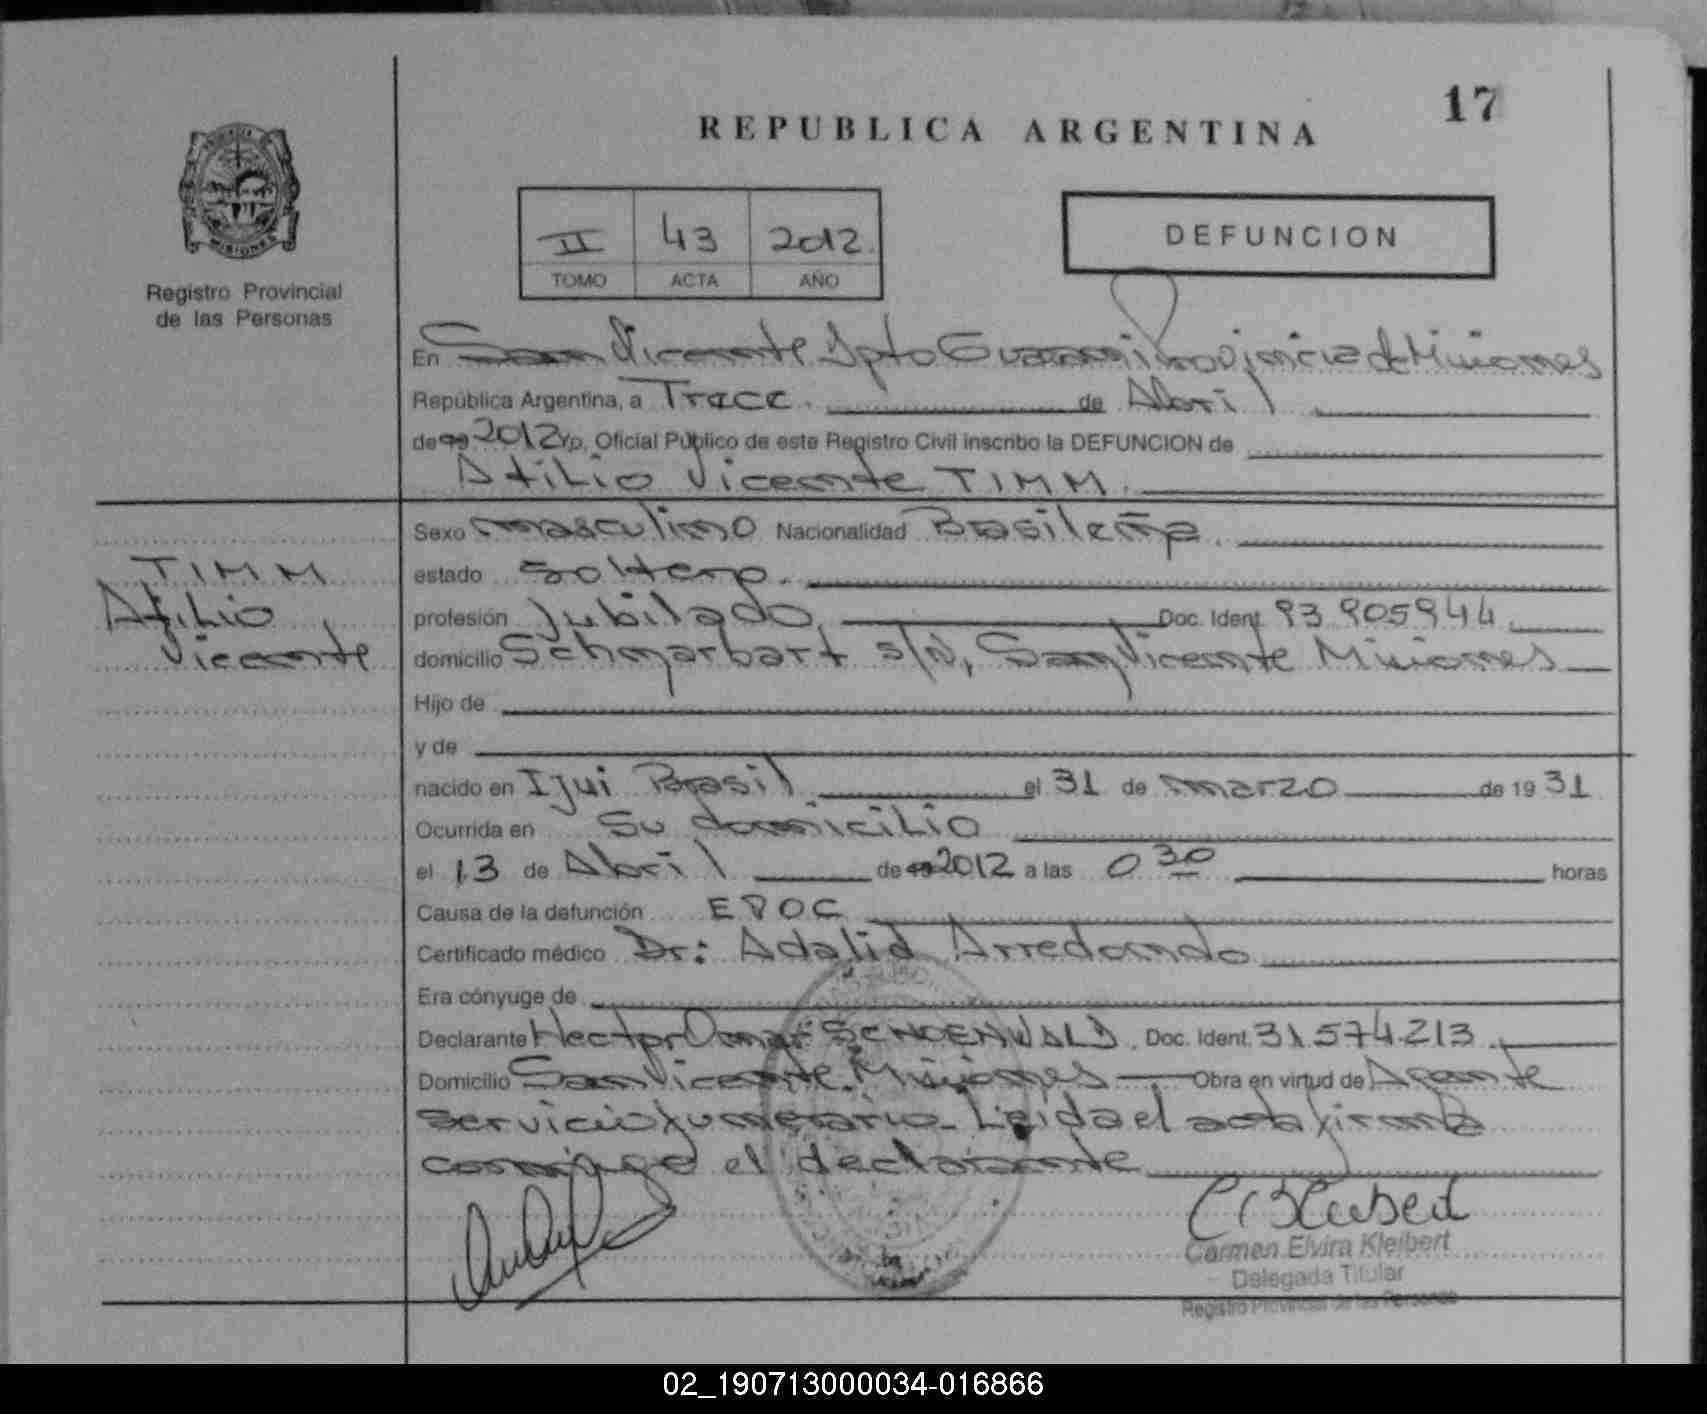 17
REPUBLICA ARGENTINA
II 43 2012
TOMO ACTA AÑO
DEFUNCION
MISIONES
Registro Provincial
de las Personas
En San Vicente Dpto Guarani Provincia de Misiones
República Argentina, a Trece. de Abril
de 2012 Yo, Oficial Público de este Registro Civil inscribo la DEFUNCION de
Atilio Vicente TIMM.
TIMM
Atilio
Vicente
Sexo masculino Nacionalidad Brasileña.
estado soltero.
profesión Jubilado Doc. Ident. 93.905944
domicilio Schmarbart s/N, San Vicente Misiones
Hijo de
y de
nacido en Ijui Brasil el 31 de marzo de 1931
Ocurrida en Su domicilio
el 13 de Abril de 2012 a las 0 30 horas
Causa de la defunción EPOC
Certificado médico Dr: Adalid Arredondo
Era cónyuge de
Declarante Hector Omar SCHOENWALD. Doc. Ident. 31.574.213
Domicilio San Vicente Misiones Obra en virtud de Agente
servicio funerario. Leida el acta firma
conmigo el declarante
Carmen Elvira Kleibert
Delegada Titular
Registro Provincial de las Personas
02_190713000034-016866